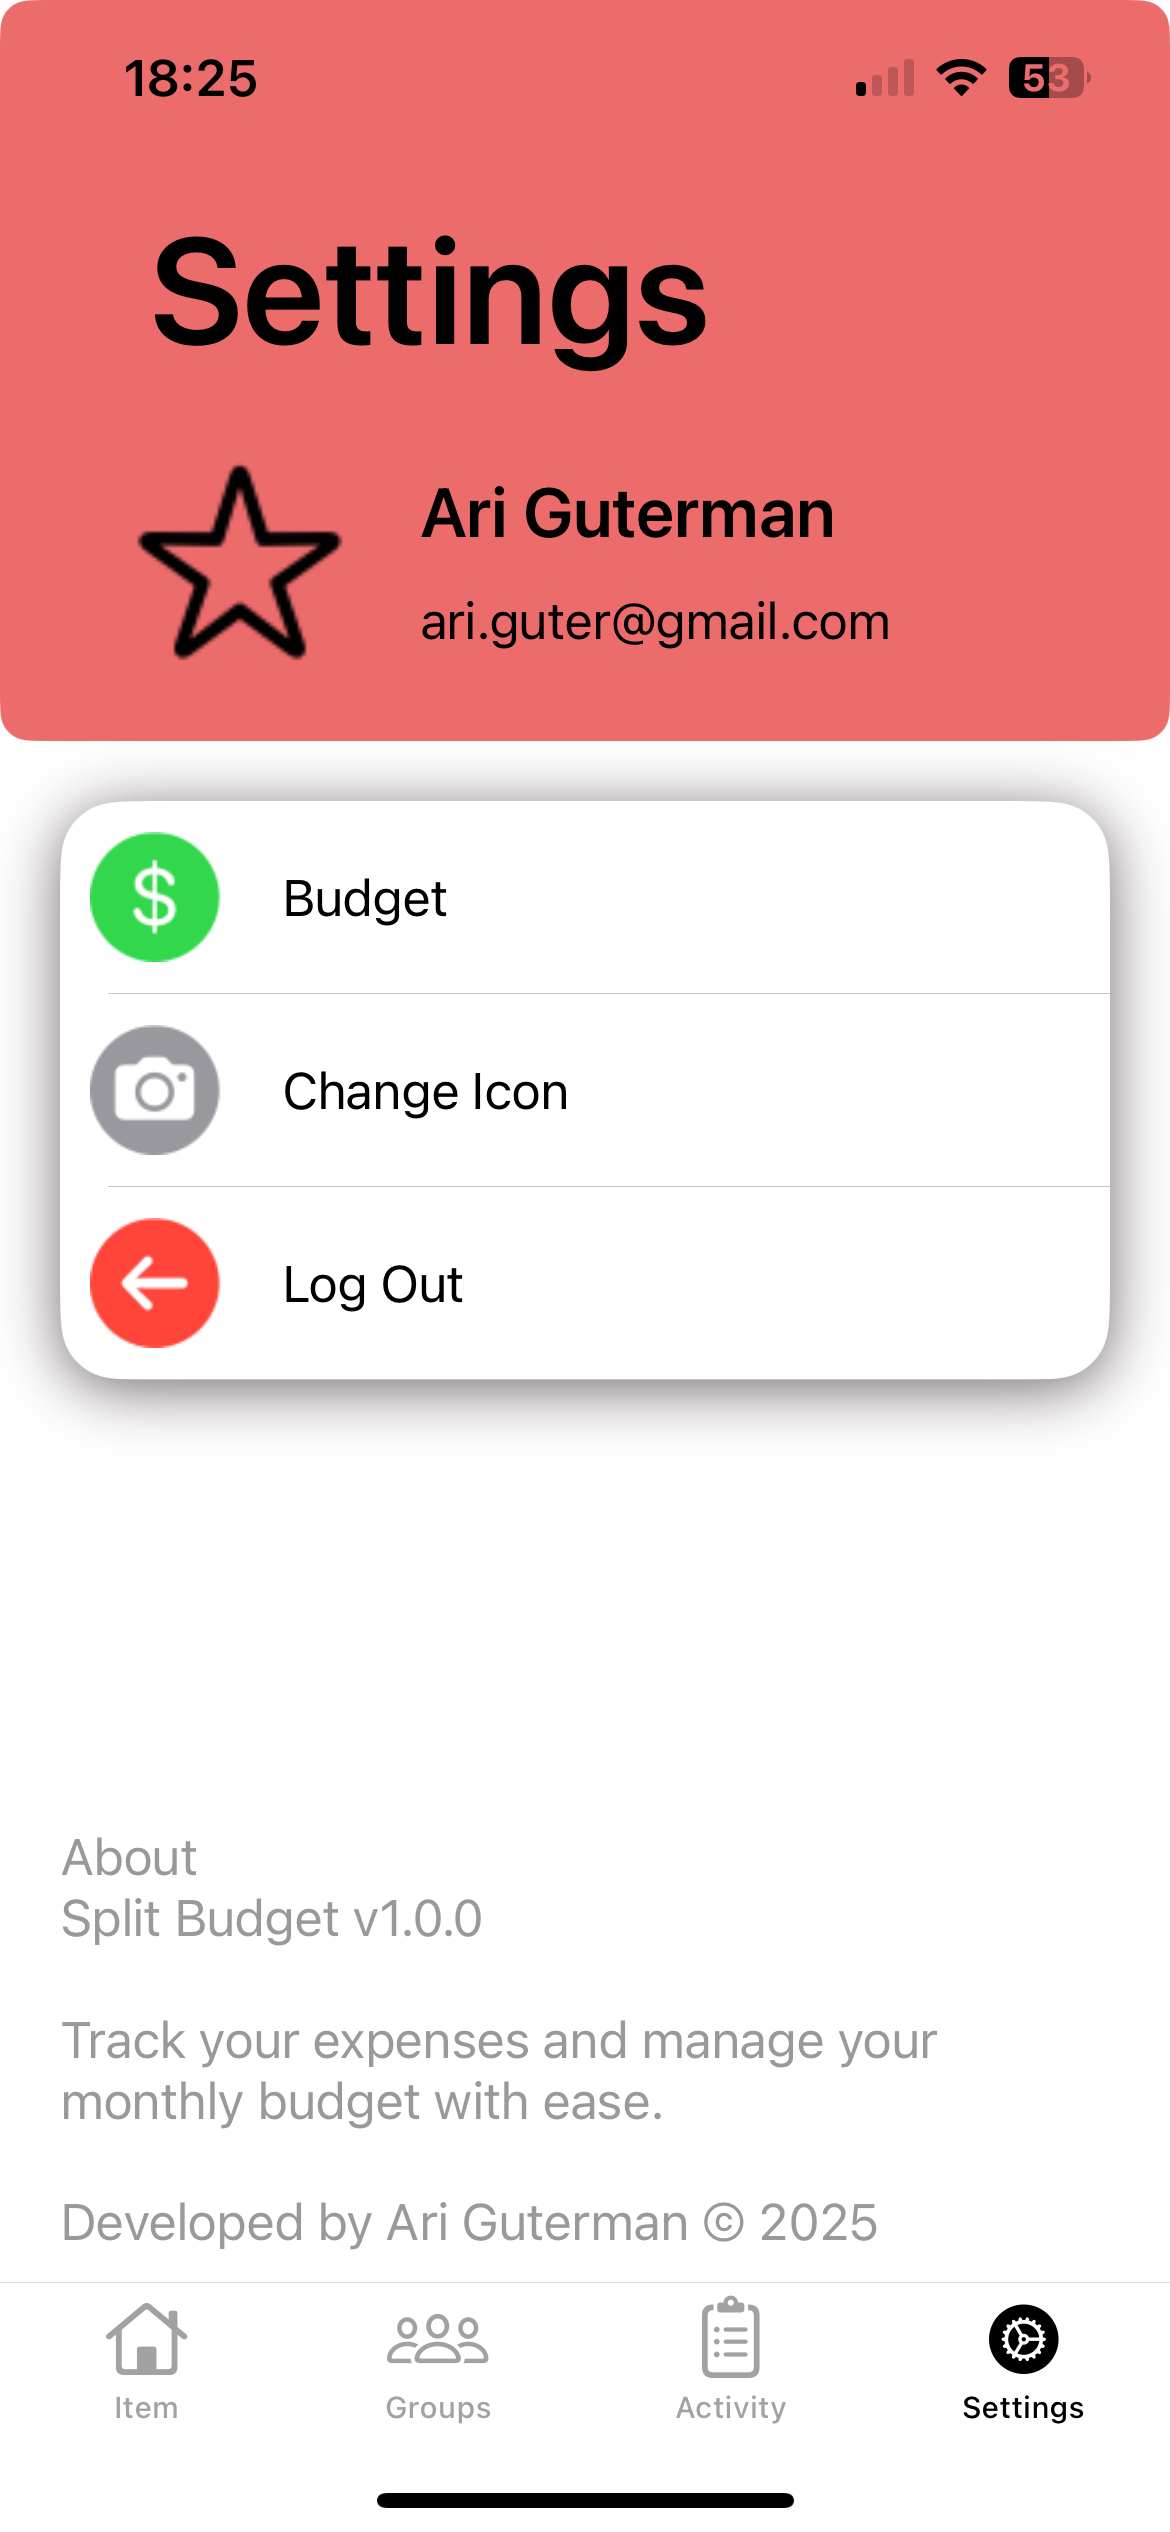 18:25
53
Settings
Ari Guterman
ari.guter@gmail.com
$
Budget
Change Icon
Log Out
About
Split Budget v1.0.0
Track your expenses and manage your
monthly budget with ease.
Developed by Ari Guterman © 2025
Item
Groups
Activity
Settings